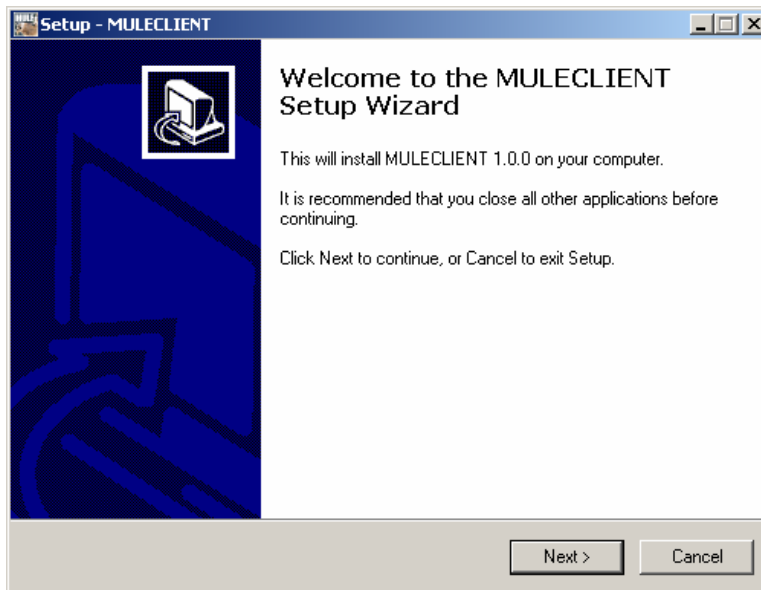 Setup - MULECLIENT
Welcome to the MULECLIENT
Setup Wizard
This will install MULECLIENT 1.0.0 on your computer.
It is recommended that you close all other applications before
continuing.
Click Next to continue, or Cancel to exit Setup.
Next >
Cancel